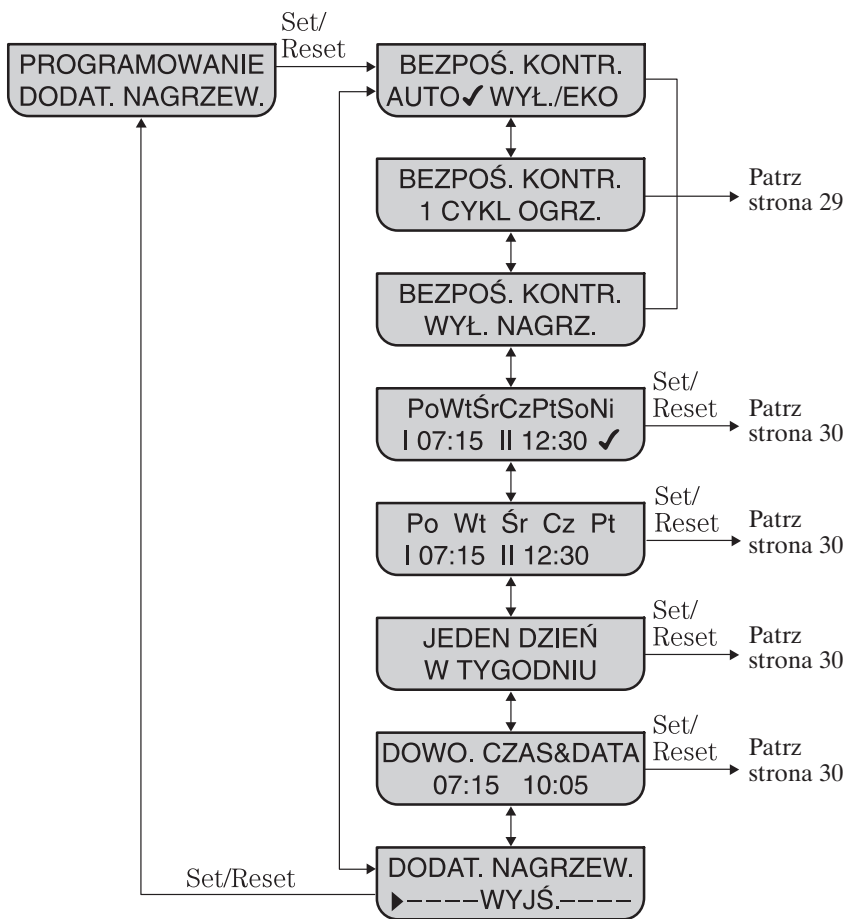 Set/
Reset
PROGRAMOWANIE
DODAT. NAGRZEW.
BEZPOŚ. KONTR.
AUTO✓ WYŁ./EKO
BEZPOŚ. KONTR.
1 CYKL OGRZ.
Patrz
strona 29
BEZPOŚ. KONTR.
WYŁ. NAGRZ.
PoWtŚrCzPtSoNi
I 07:15 II 12:30 ✓
Set/
Reset
Patrz
strona 30
Po Wt Śr Cz Pt
I 07:15 II 12:30
Set/
Reset
Patrz
strona 30
JEDEN DZIEŃ
W TYGODNIU
Set/
Reset
Patrz
strona 30
DOWO. CZAS&DATA
07:15 10:05
Set/
Reset
Patrz
strona 30
DODAT. NAGRZEW.
----WYJŚ.----
Set/Reset